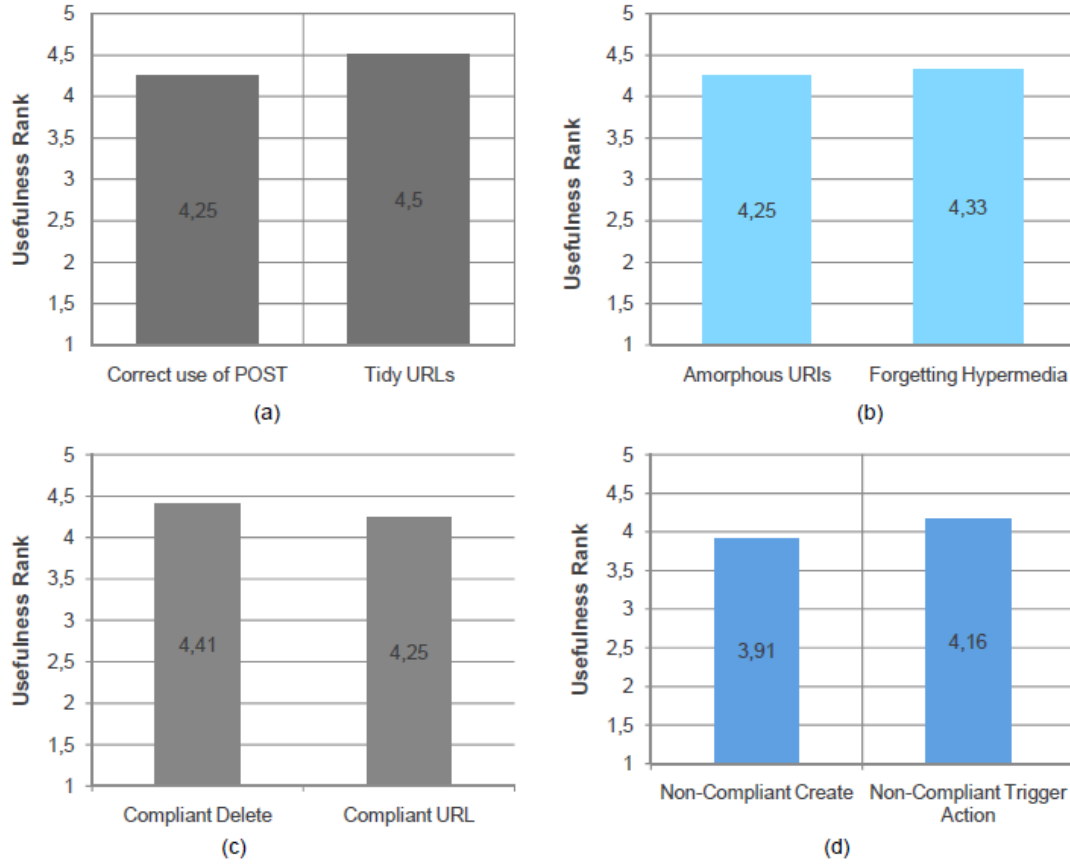 Usefulness Rank
5
4,5
4
3,5
3
2,5
2
1,5
1
4,25
4,5
Correct use of POST
Tidy URLs
(a)
Usefulness Rank
5
4,5
4
3,5
3
2,5
2
1,5
1
4,25
4,33
Amorphous URIs
Forgetting Hypermedia
(b)
Usefulness Rank
5
4,5
4
3,5
3
2,5
2
1,5
1
4,41
4,25
Compliant Delete
Compliant URL
(c)
Usefulness Rank
5
4,5
4
3,5
3
2,5
2
1,5
1
3,91
4,16
Non-Compliant Create
Non-Compliant Trigger
Action
(d)